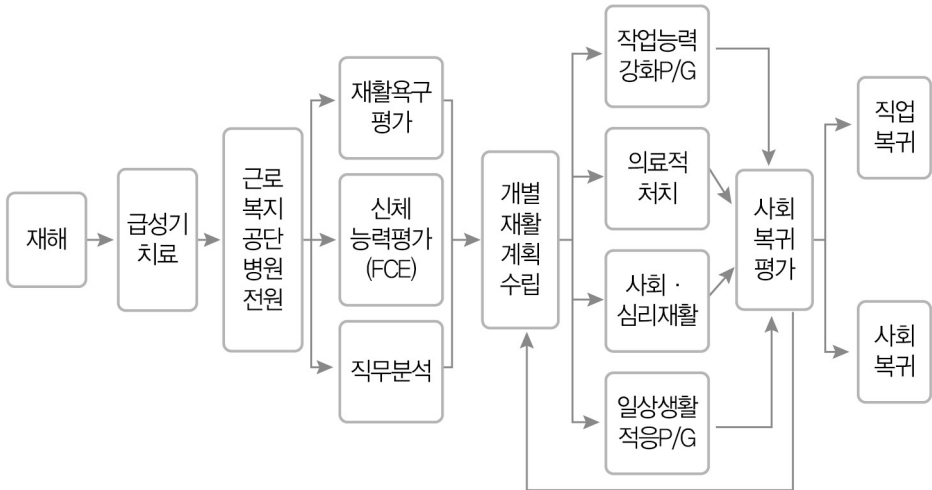 재해
급성기
치료
근로
복지
공단
병원
전원
재활욕구
평가
신체
능력평가
(FCE)
직무분석
개별
재활
계획
수립
작업능력
강화P/G
의료적
처치
사회 ·
심리재활
일상생활
적응P/G
사회
복귀
평가
직업
복귀
사회
복귀